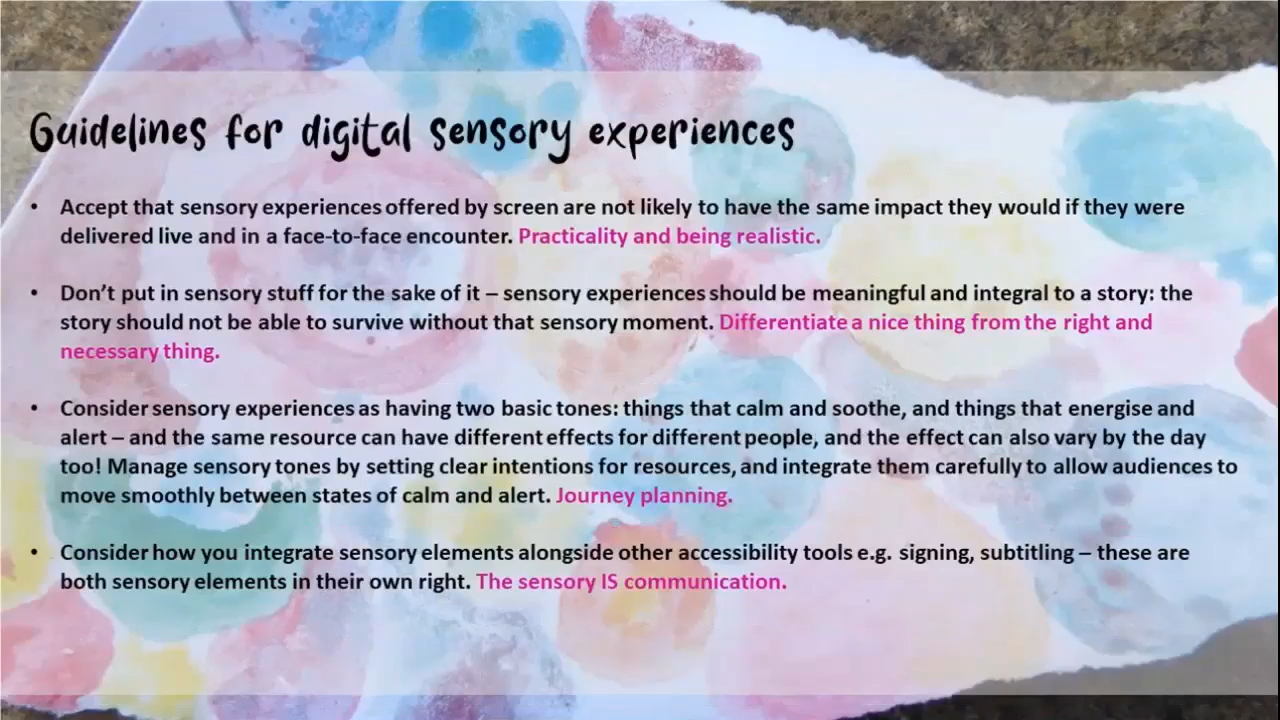 Guidelines for digital sensory experiences
• Accept that sensory experiences offered by screen are not likely to have the same impact they would if they were
delivered live and in a face-to-face encounter. Practicality and being realistic.
• Don't put in sensory stuff for the sake of it – sensory experiences should be meaningful and integral to a story: the
story should not be able to survive without that sensory moment. Differentiate a nice thing from the right and
necessary thing.
• Consider sensory experiences as having two basic tones: things that calm and soothe, and things that energise and
alert – and the same resource can have different effects for different people, and the effect can also vary by the day
too! Manage sensory tones by setting clear intentions for resources, and integrate them carefully to allow audiences to
move smoothly between states of calm and alert. Journey planning.
• Consider how you integrate sensory elements alongside other accessibility tools e.g. signing, subtitling – these are
both sensory elements in their own right. The sensory IS communication.